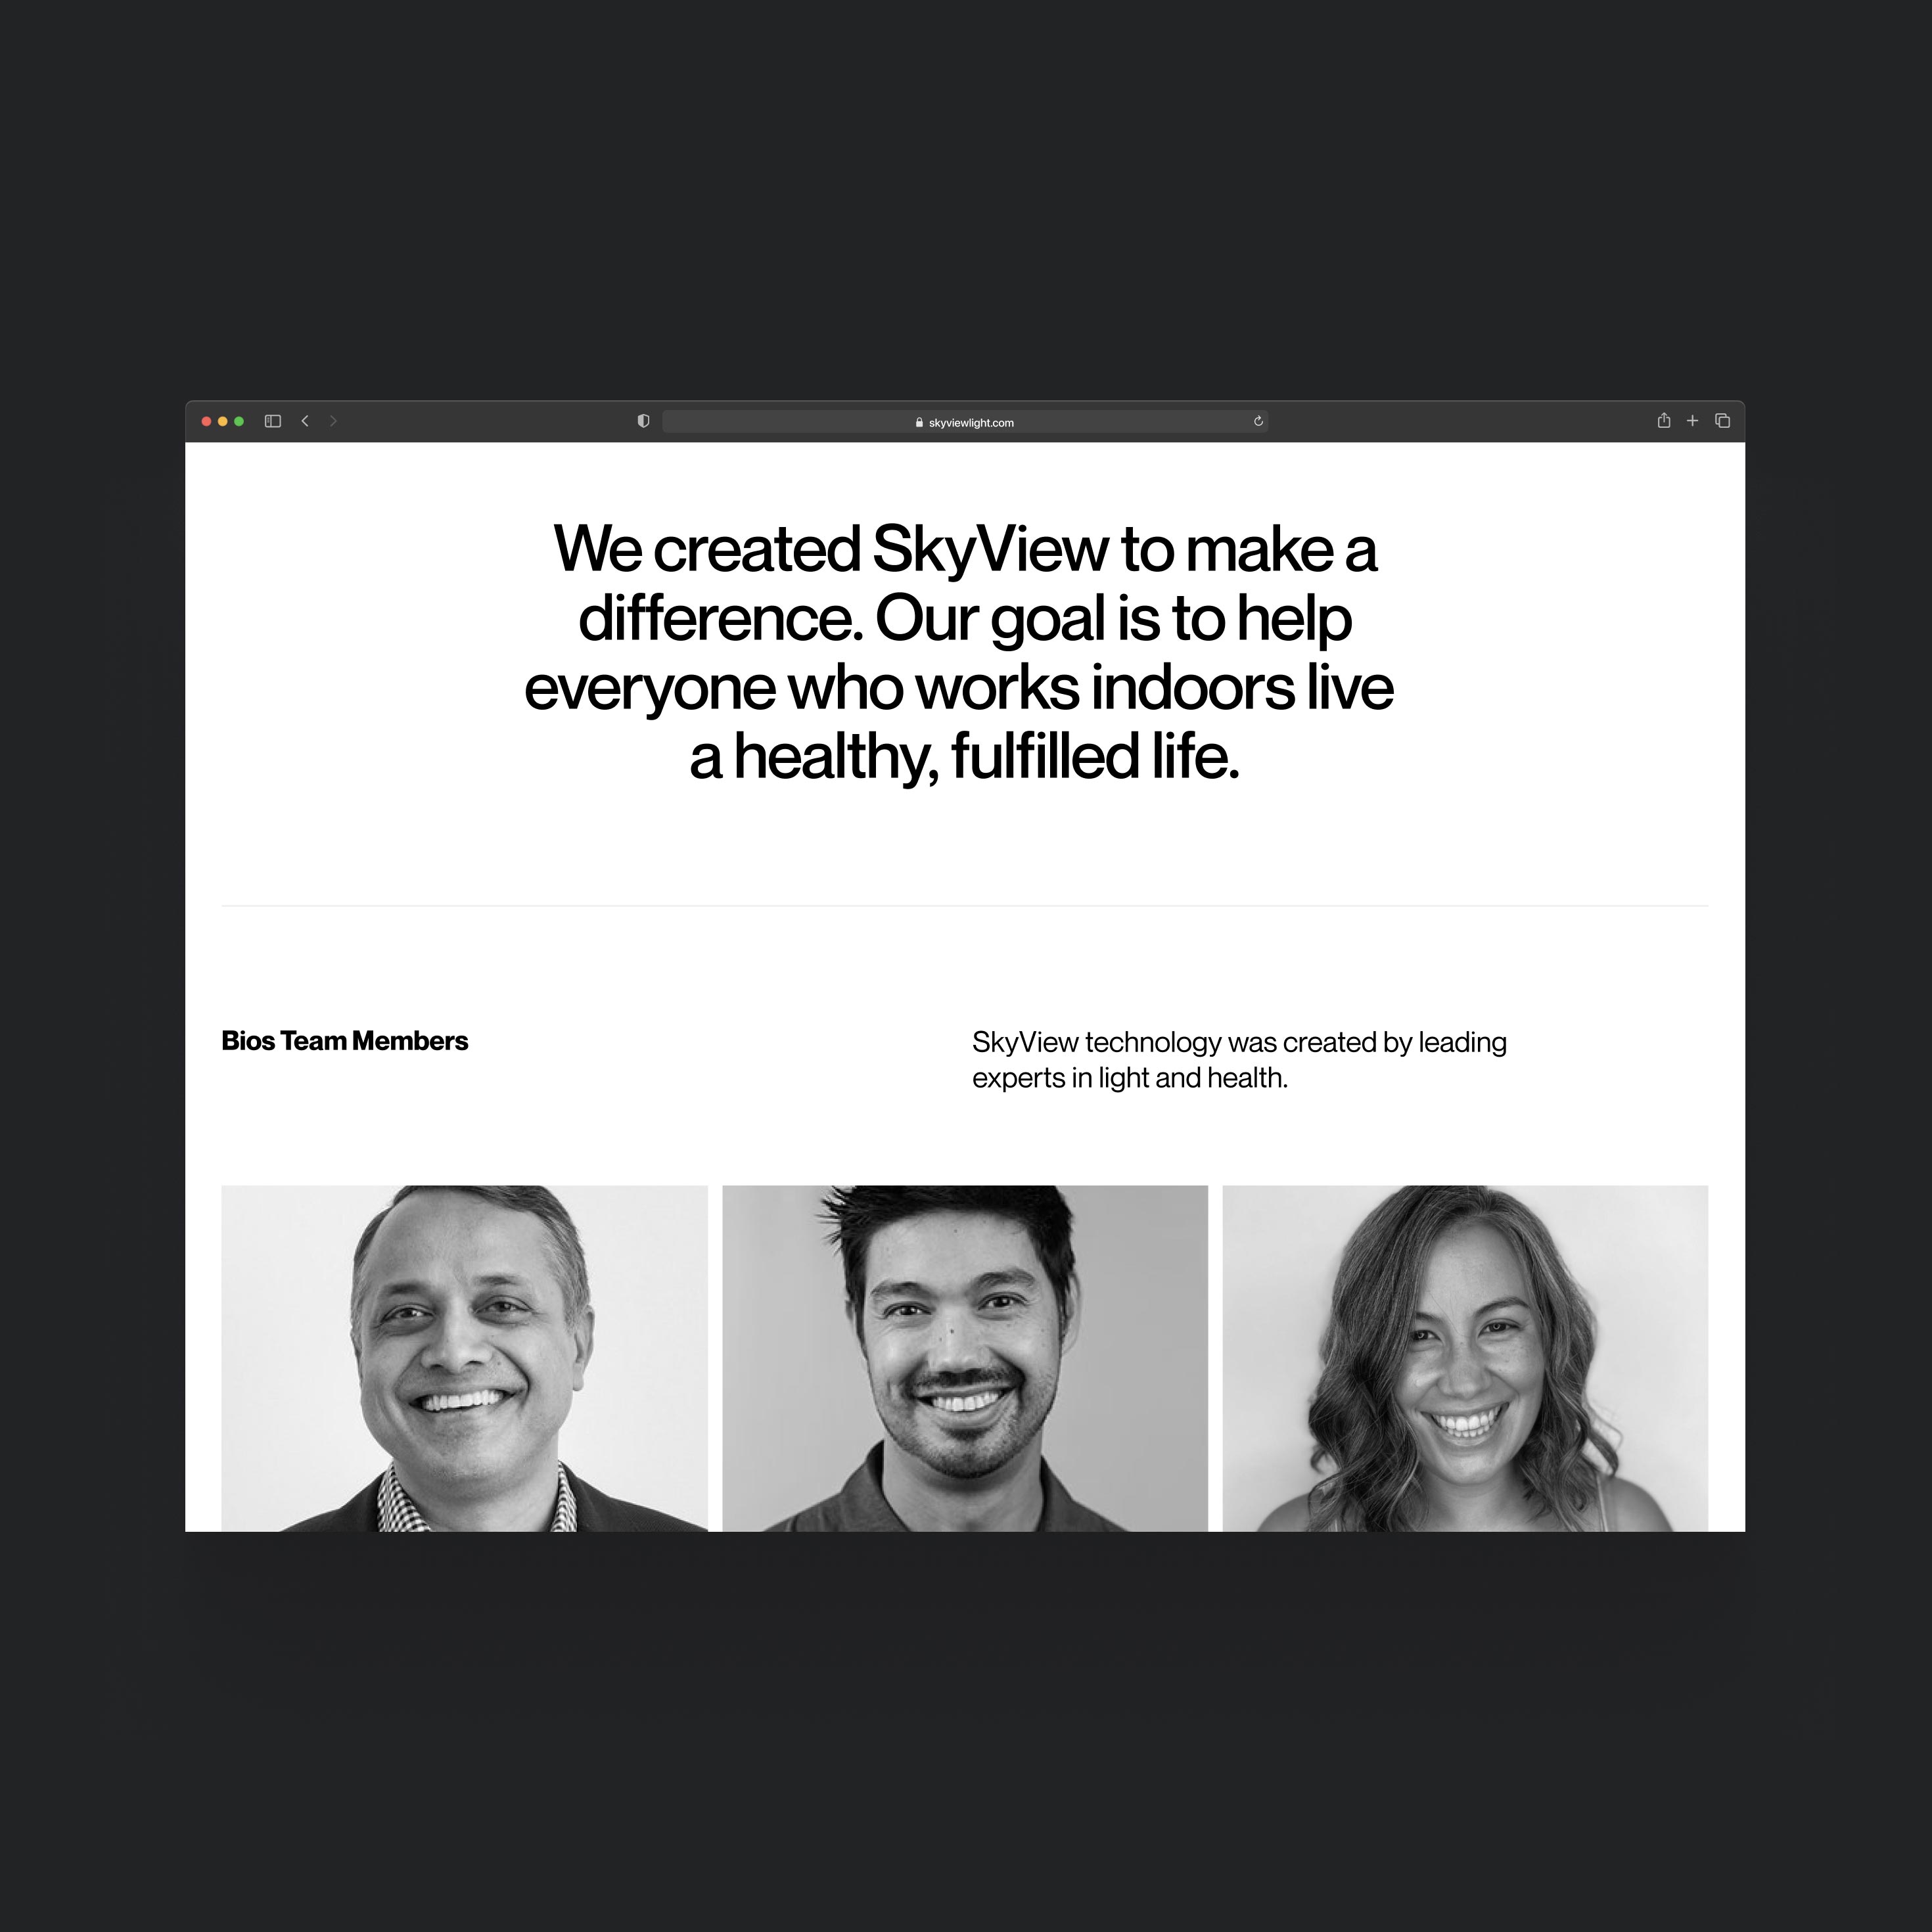 skyviewlight.com
We created SkyView to make a
difference. Our goal is to help
everyone who works indoors live
a healthy, fulfilled life.
Bios Team Members
SkyView technology was created by leading
experts in light and health.